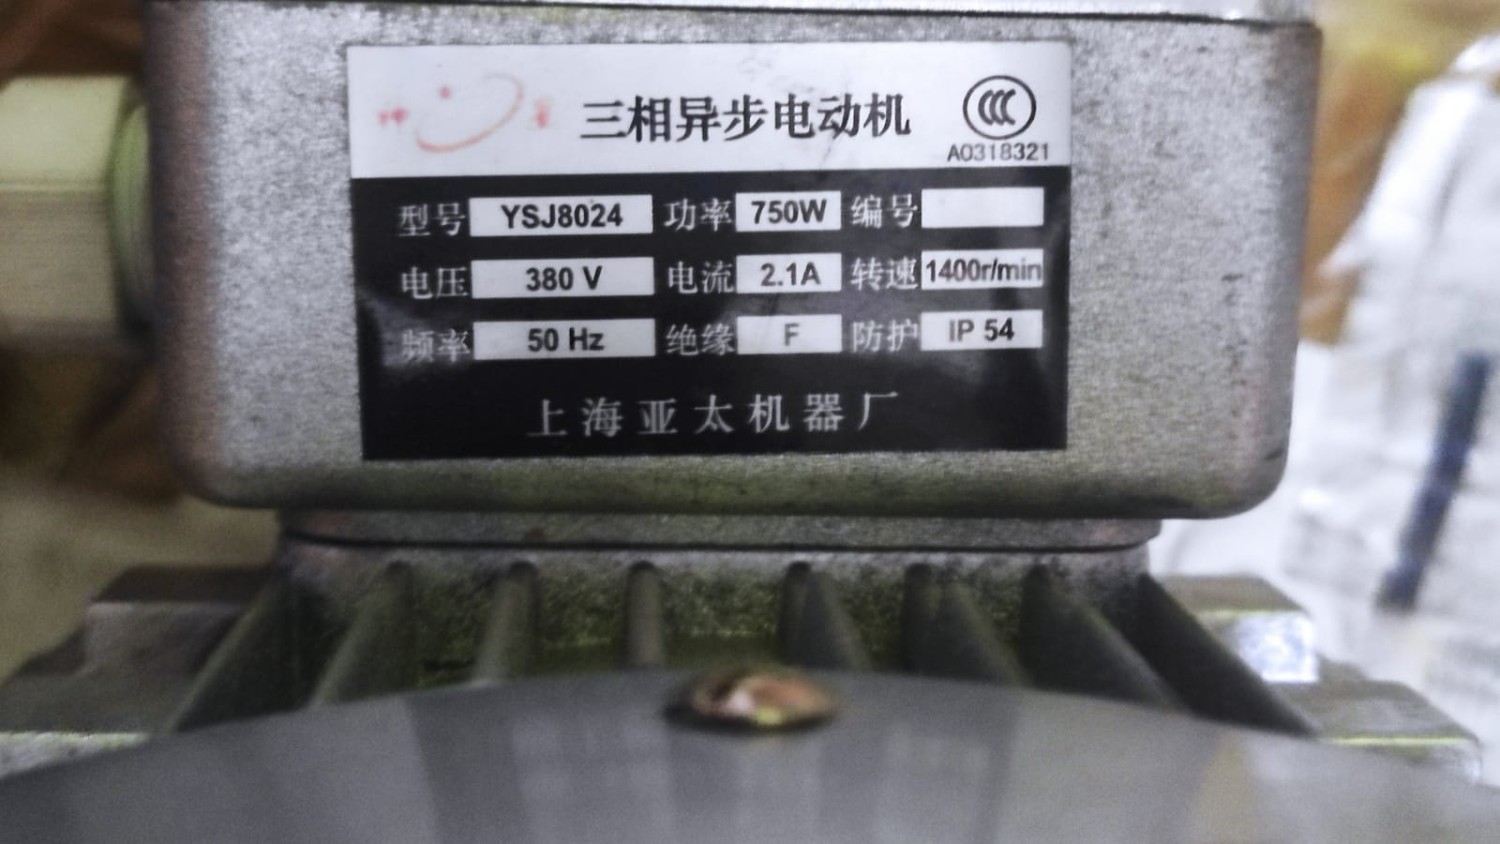 三相异步电动机
A0318321
型号 YSJ8024 功率 750W 编号
电压 380 V 电流 2.1A 转速 1400r/min
频率 50 Hz 绝缘 F 防护 IP 54
上海亚太机器厂